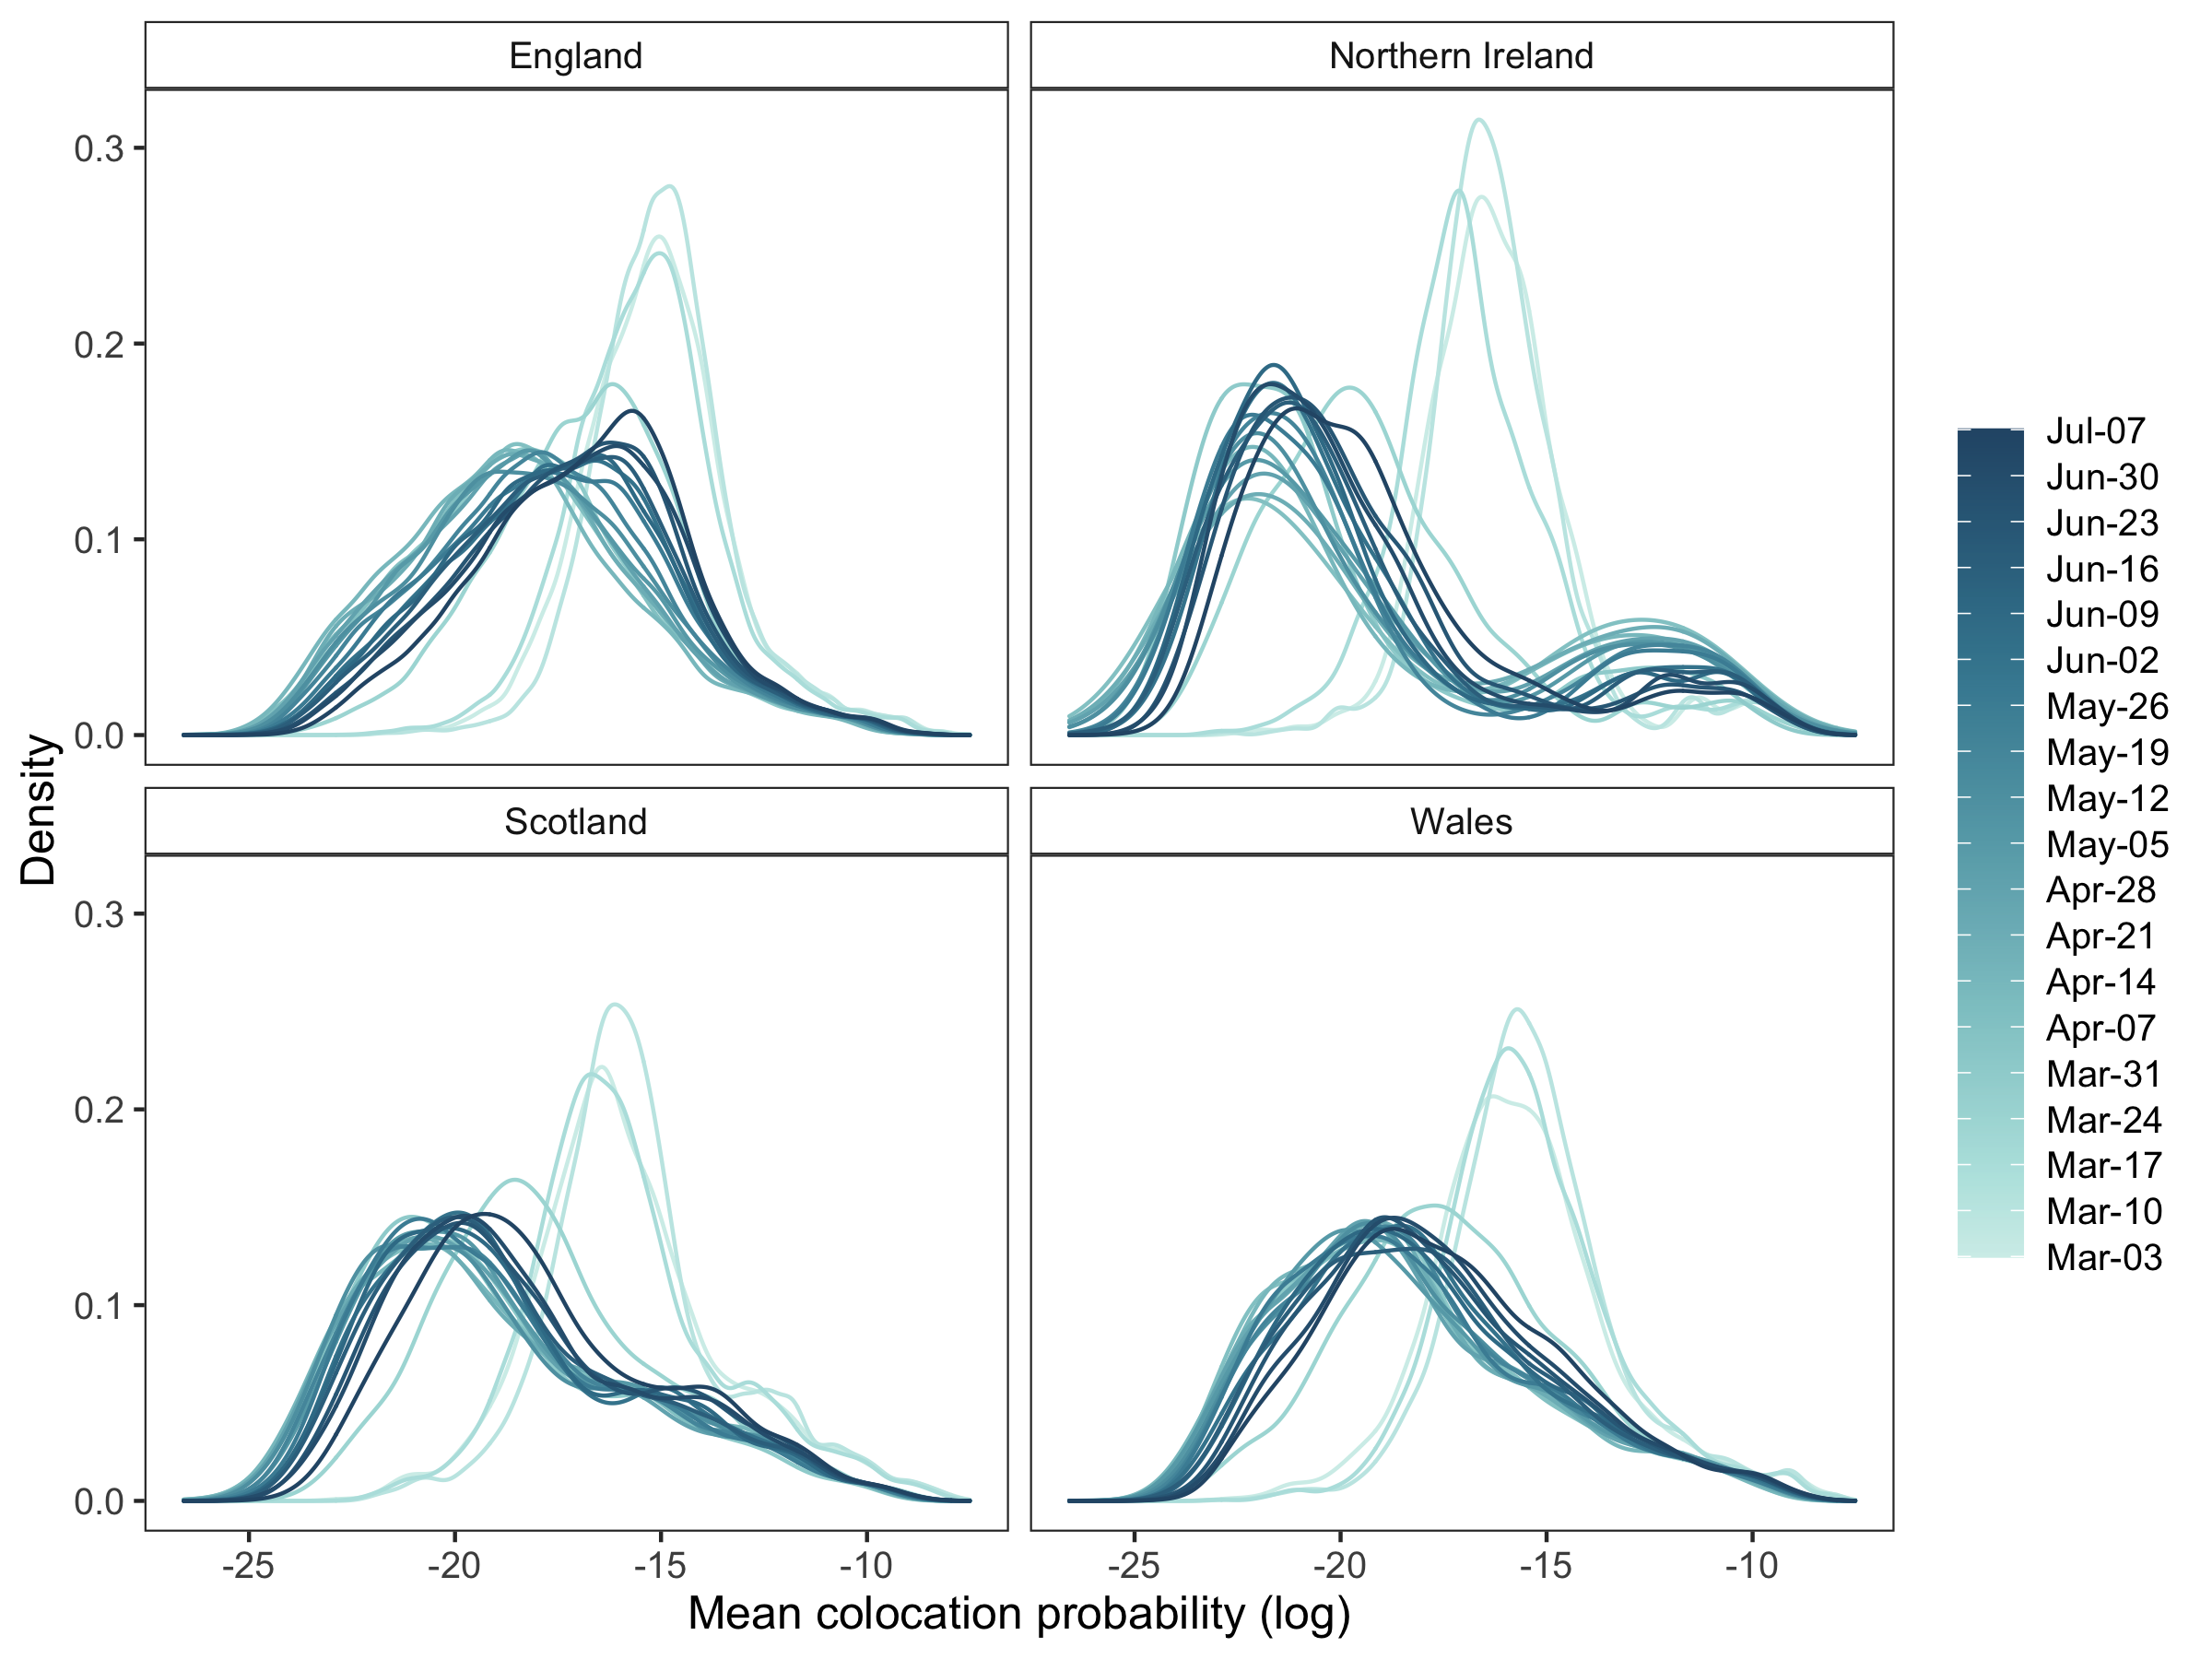 England
Northern Ireland
0.3
0.2
0.1
0.0
Scotland
Wales
0.3
0.2
0.1
0.0
-25
-20
-15
-10
-25
-20
-15
-10
Mean colocation probability (log)
Density
Jul-07
Jun-30
Jun-23
Jun-16
Jun-09
Jun-02
May-26
May-19
May-12
May-05
Apr-28
Apr-21
Apr-14
Apr-07
Mar-31
Mar-24
Mar-17
Mar-10
Mar-03